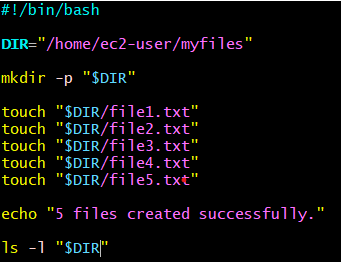 #!/bin/bash
DIR="/home/ec2-user/myfiles"
mkdir -p "$DIR"
touch "$DIR/file1.txt"
touch "$DIR/file2.txt"
touch "$DIR/file3.txt"
touch "$DIR/file4.txt"
touch "$DIR/file5.txt"
echo "5 files created successfully."
ls -l "$DIR"